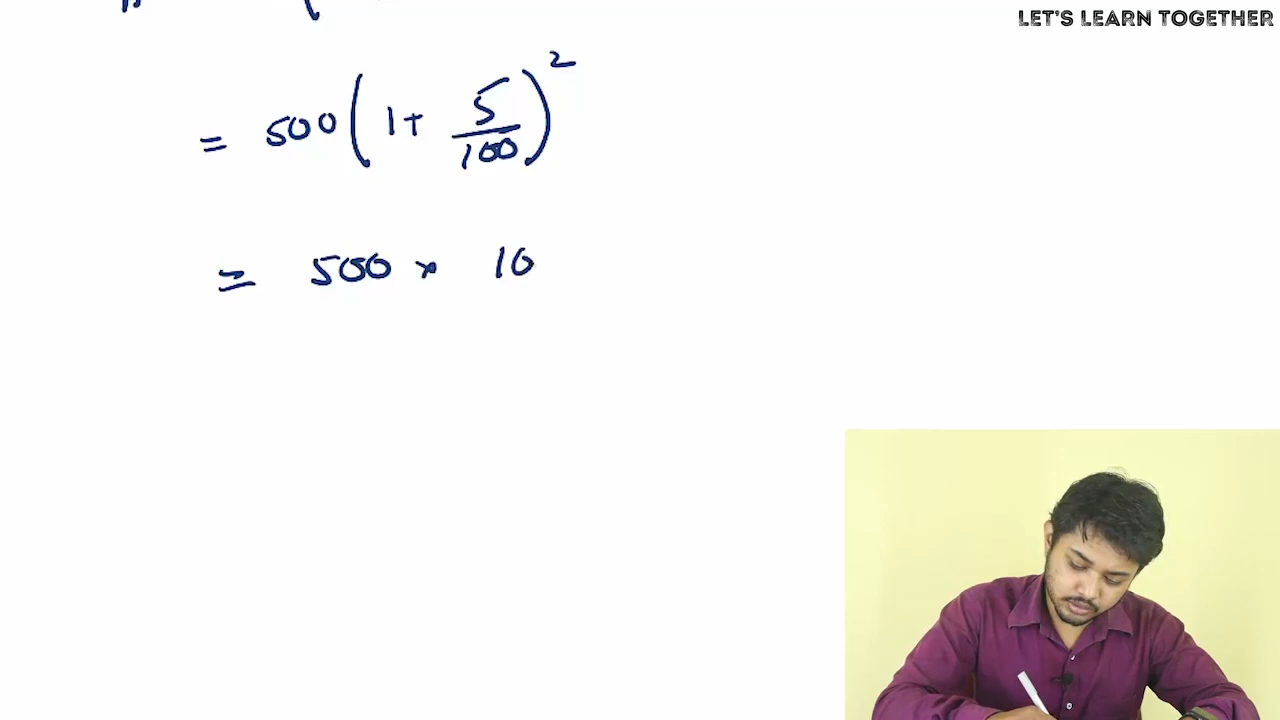 LET'S LEARN TOGETHER
= 500 ( 1 + 5/100 )²
= 500 × 10